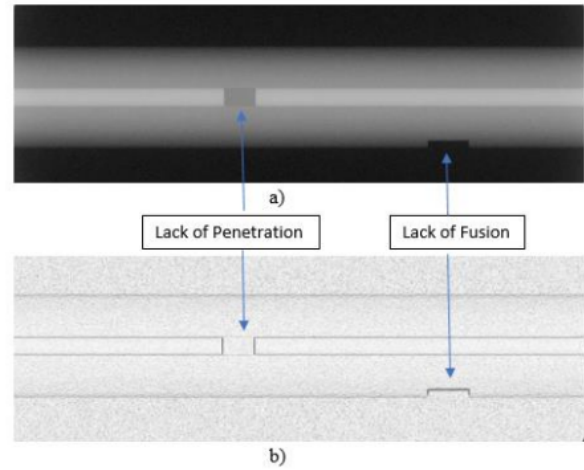 a)
Lack of Penetration
Lack of Fusion
b)